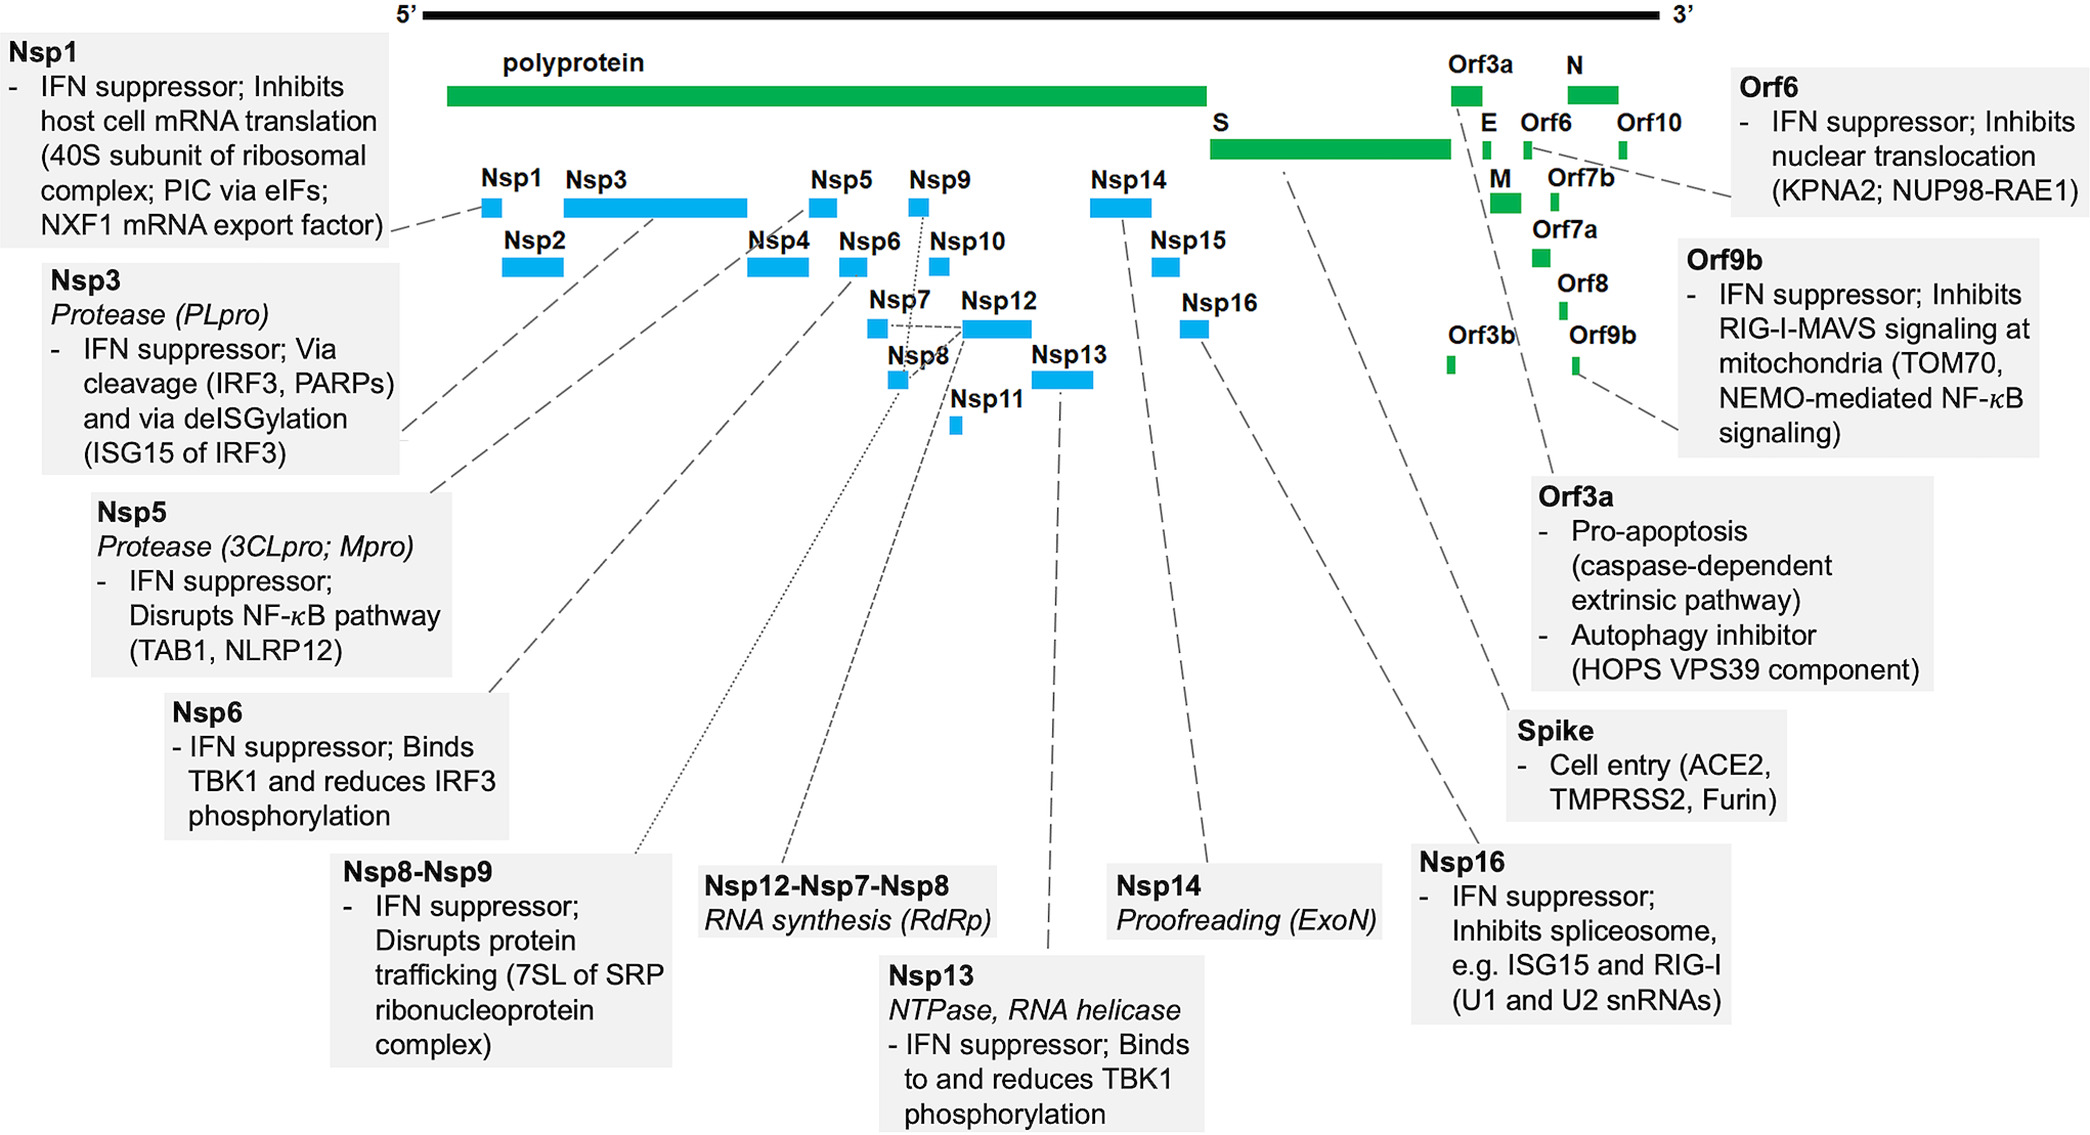 5’ 3’
polyprotein
S
Orf3a
N
E
Orf6
Orf10
M
Orf7b
Orf7a
Orf8
Orf3b
Orf9b
Nsp1
Nsp3
Nsp5
Nsp9
Nsp14
Nsp2
Nsp4
Nsp6
Nsp10
Nsp15
Nsp7
Nsp12
Nsp16
Nsp8
Nsp13
Nsp11
Nsp1
- IFN suppressor; Inhibits
host cell mRNA translation
(40S subunit of ribosomal
complex; PIC via eIFs;
NXF1 mRNA export factor)
Nsp3
Protease (PLpro)
- IFN suppressor; Via
cleavage (IRF3, PARPs)
and via deISGylation
(ISG15 of IRF3)
Nsp5
Protease (3CLpro; Mpro)
- IFN suppressor;
Disrupts NF-κB pathway
(TAB1, NLRP12)
Nsp6
- IFN suppressor; Binds
TBK1 and reduces IRF3
phosphorylation
Nsp8-Nsp9
- IFN suppressor;
Disrupts protein
trafficking (7SL of SRP
ribonucleoprotein
complex)
Nsp12-Nsp7-Nsp8
RNA synthesis (RdRp)
Nsp13
NTPase, RNA helicase
- IFN suppressor; Binds
to and reduces TBK1
phosphorylation
Nsp14
Proofreading (ExoN)
Nsp16
- IFN suppressor;
Inhibits spliceosome,
e.g. ISG15 and RIG-I
(U1 and U2 snRNAs)
Spike
- Cell entry (ACE2,
TMPRSS2, Furin)
Orf3a
- Pro-apoptosis
(caspase-dependent
extrinsic pathway)
- Autophagy inhibitor
(HOPS VPS39 component)
Orf9b
- IFN suppressor; Inhibits
RIG-I-MAVS signaling at
mitochondria (TOM70,
NEMO-mediated NF-κB
signaling)
Orf6
- IFN suppressor; Inhibits
nuclear translocation
(KPNA2; NUP98-RAE1)